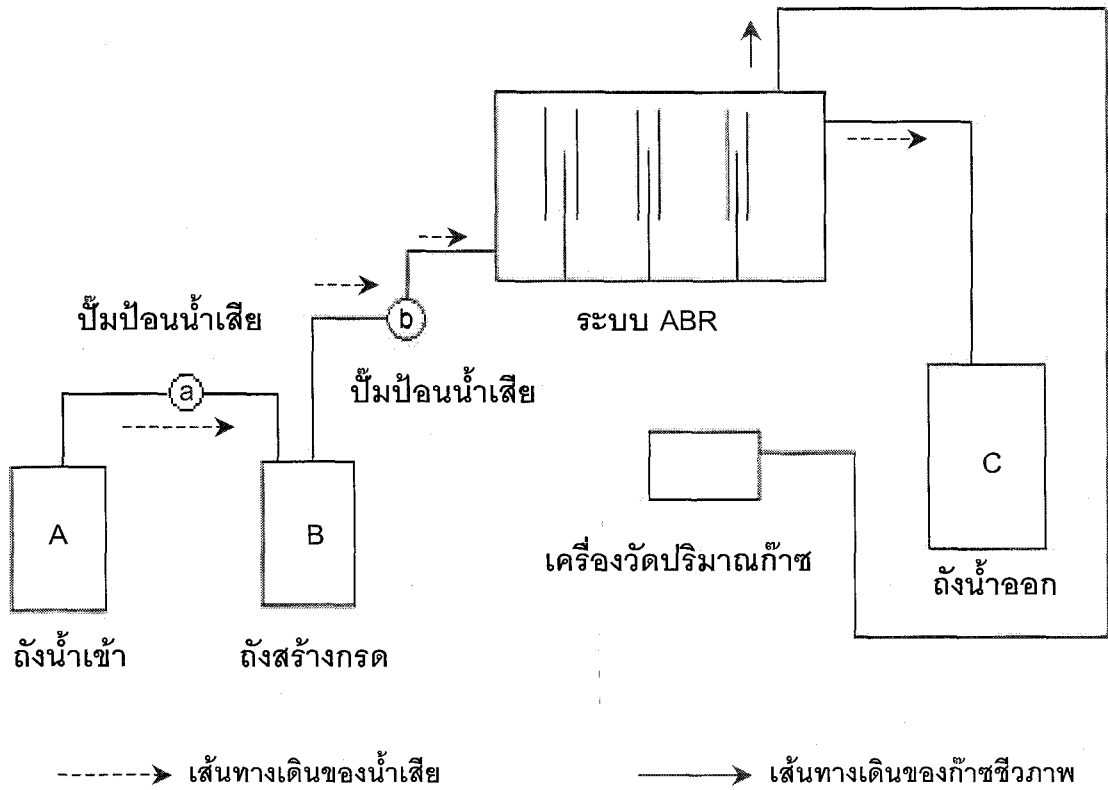 ปั๊มป้อนน้ำเสีย
b
ระบบ ABR
a
ปั๊มป้อนน้ำเสีย
A
B
C
เครื่องวัดปริมาณก๊าซ
ถังน้ำออก
ถังน้ำเข้า
ถังสร้างกรด
เส้นทางเดินของน้ำเสีย
เส้นทางเดินของก๊าซชีวภาพ